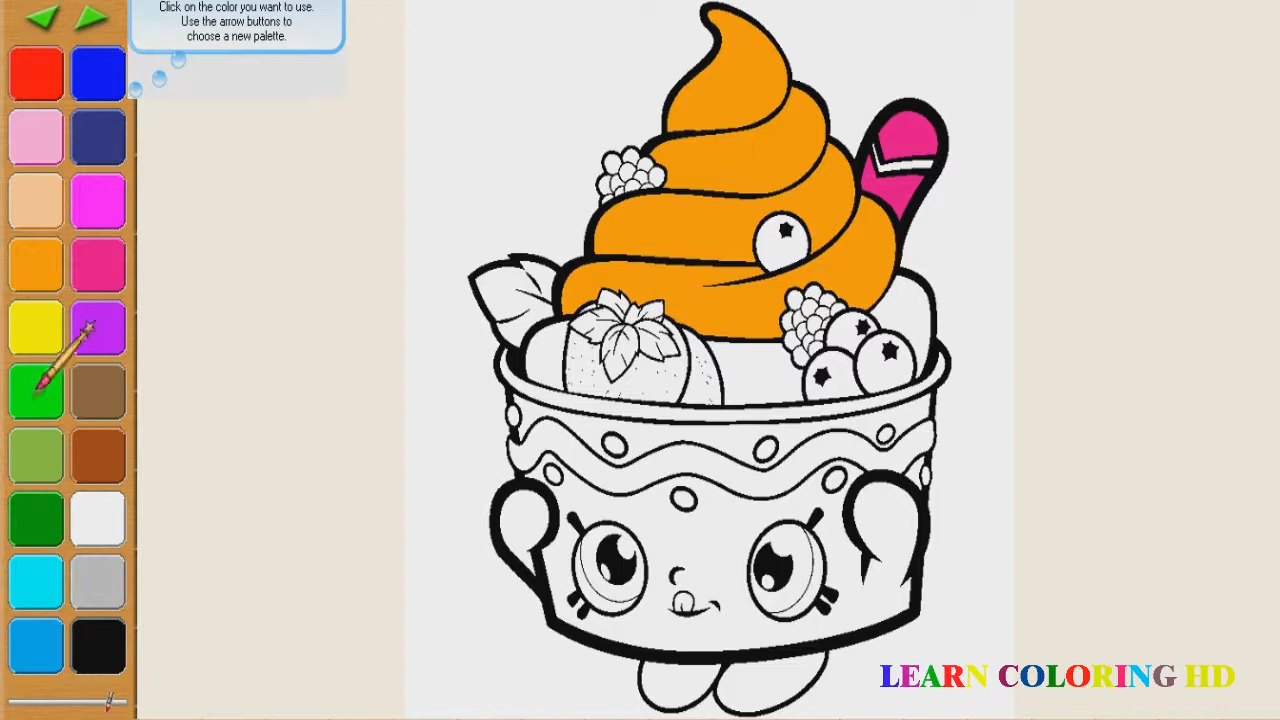 Click on the color you want to use.
Use the arrow buttons to
choose a new palette.
LEARN COLORING HD